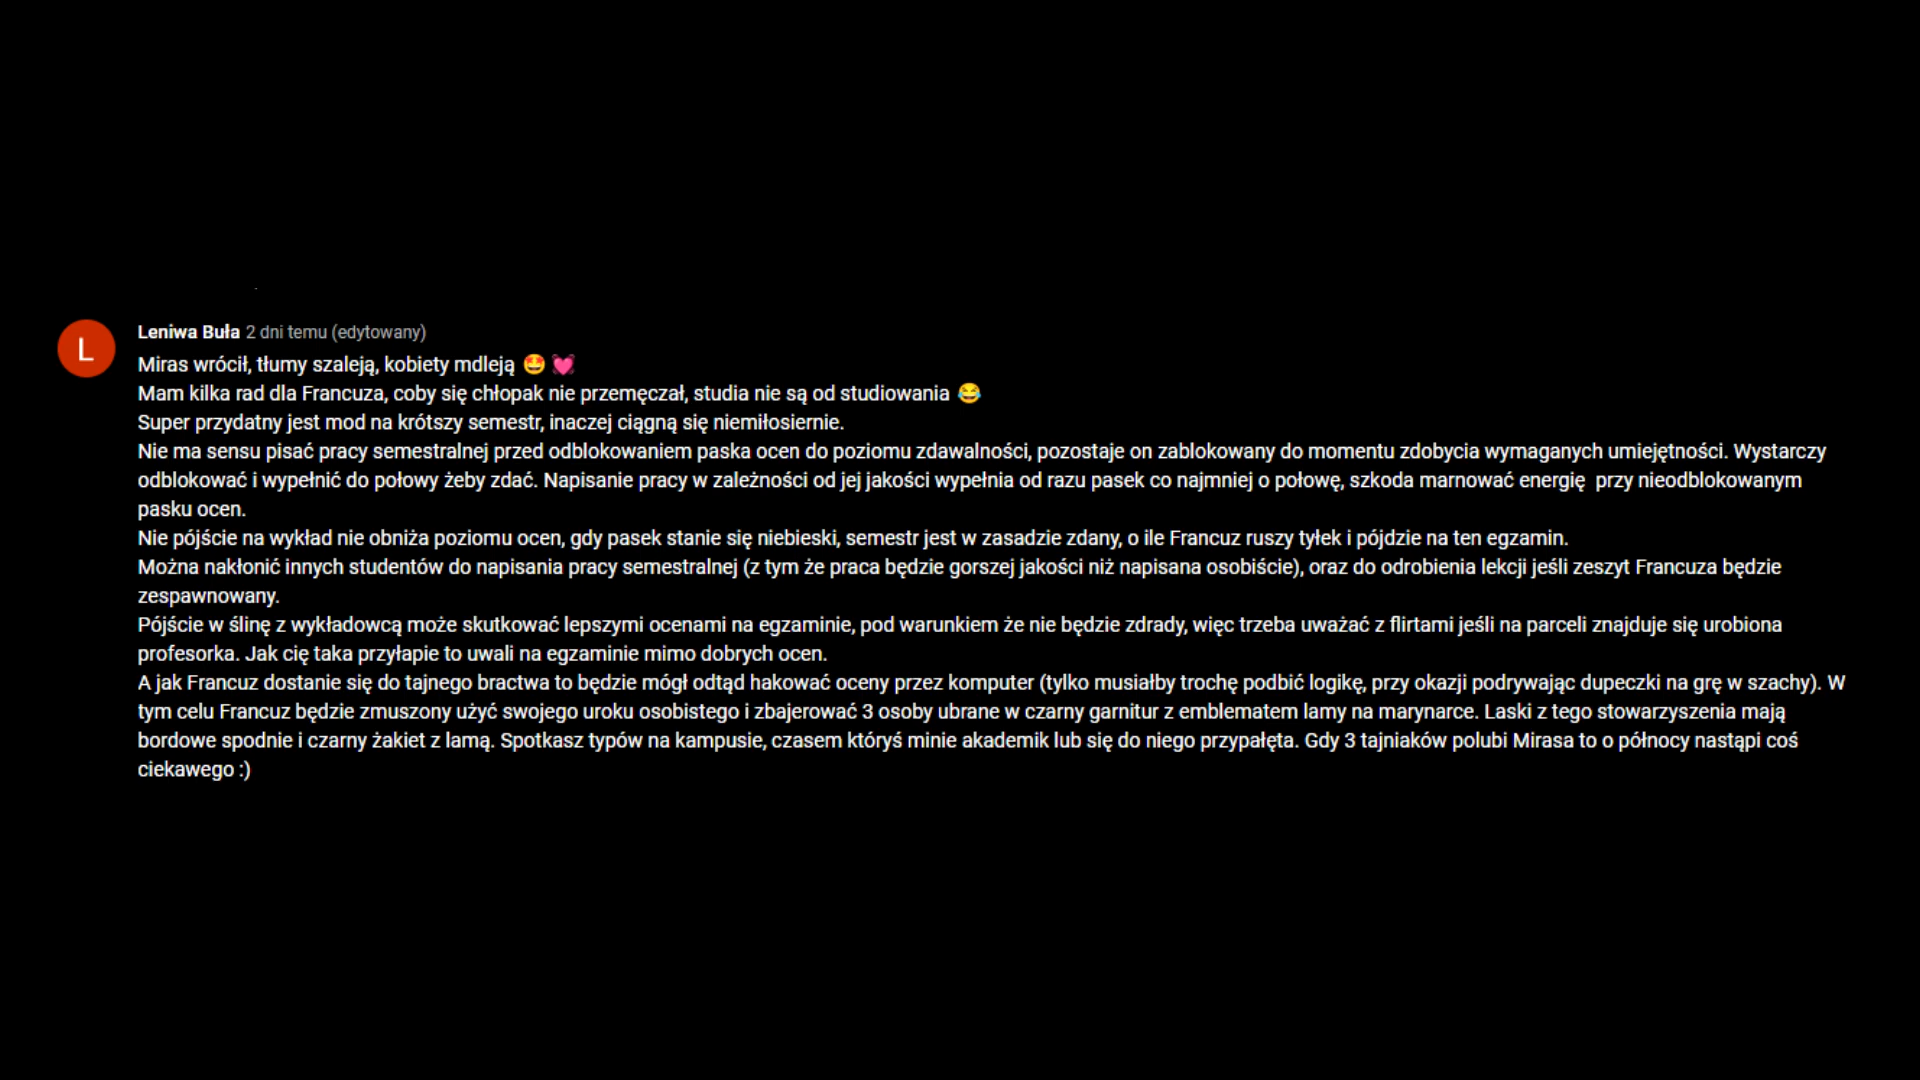 L
Leniwa Buła 2 dni temu (edytowany)
Miras wrócił, tłumy szaleją, kobiety mdleją 🤩 💓
Mam kilka rad dla Francuza, coby się chłopak nie przemęczał, studia nie są od studiowania 😂
Super przydatny jest mod na krótszy semestr, inaczej ciągną się niemiłosiernie.
Nie ma sensu pisać pracy semestralnej przed odblokowaniem paska ocen do poziomu zdawalności, pozostaje on zablokowany do momentu zdobycia wymaganych umiejętności. Wystarczy
odblokować i wypełnić do połowy żeby zdać. Napisanie pracy w zależności od jej jakości wypełnia od razu pasek co najmniej o połowę, szkoda marnować energię  przy nieodblokowanym
pasku ocen.
Nie pójście na wykład nie obniża poziomu ocen, gdy pasek stanie się niebieski, semestr jest w zasadzie zdany, o ile Francuz ruszy tyłek i pójdzie na ten egzamin.
Można nakłonić innych studentów do napisania pracy semestralnej (z tym że praca będzie gorszej jakości niż napisana osobiście), oraz do odrobienia lekcji jeśli zeszyt Francuza będzie
zespawnowany.
Pójście w ślinę z wykładowcą może skutkować lepszymi ocenami na egzaminie, pod warunkiem że nie będzie zdrady, więc trzeba uważać z flirtami jeśli na parceli znajduje się urobiona
profesorka. Jak cię taka przyłapie to uwali na egzaminie mimo dobrych ocen.
A jak Francuz dostanie się do tajnego bractwa to będzie mógł odtąd hakować oceny przez komputer (tylko musiałby trochę podbić logikę, przy okazji podrywając dupeczki na grę w szachy). W
tym celu Francuz będzie zmuszony użyć swojego uroku osobistego i zbajerować 3 osoby ubrane w czarny garnitur z emblematem lamy na marynarce. Laski z tego stowarzyszenia mają
bordowe spodnie i czarny żakiet z lamą. Spotkasz typów na kampusie, czasem któryś minie akademik lub się do niego przypałęta. Gdy 3 tajniaków polubi Mirasa to o północy nastąpi coś
ciekawego :)